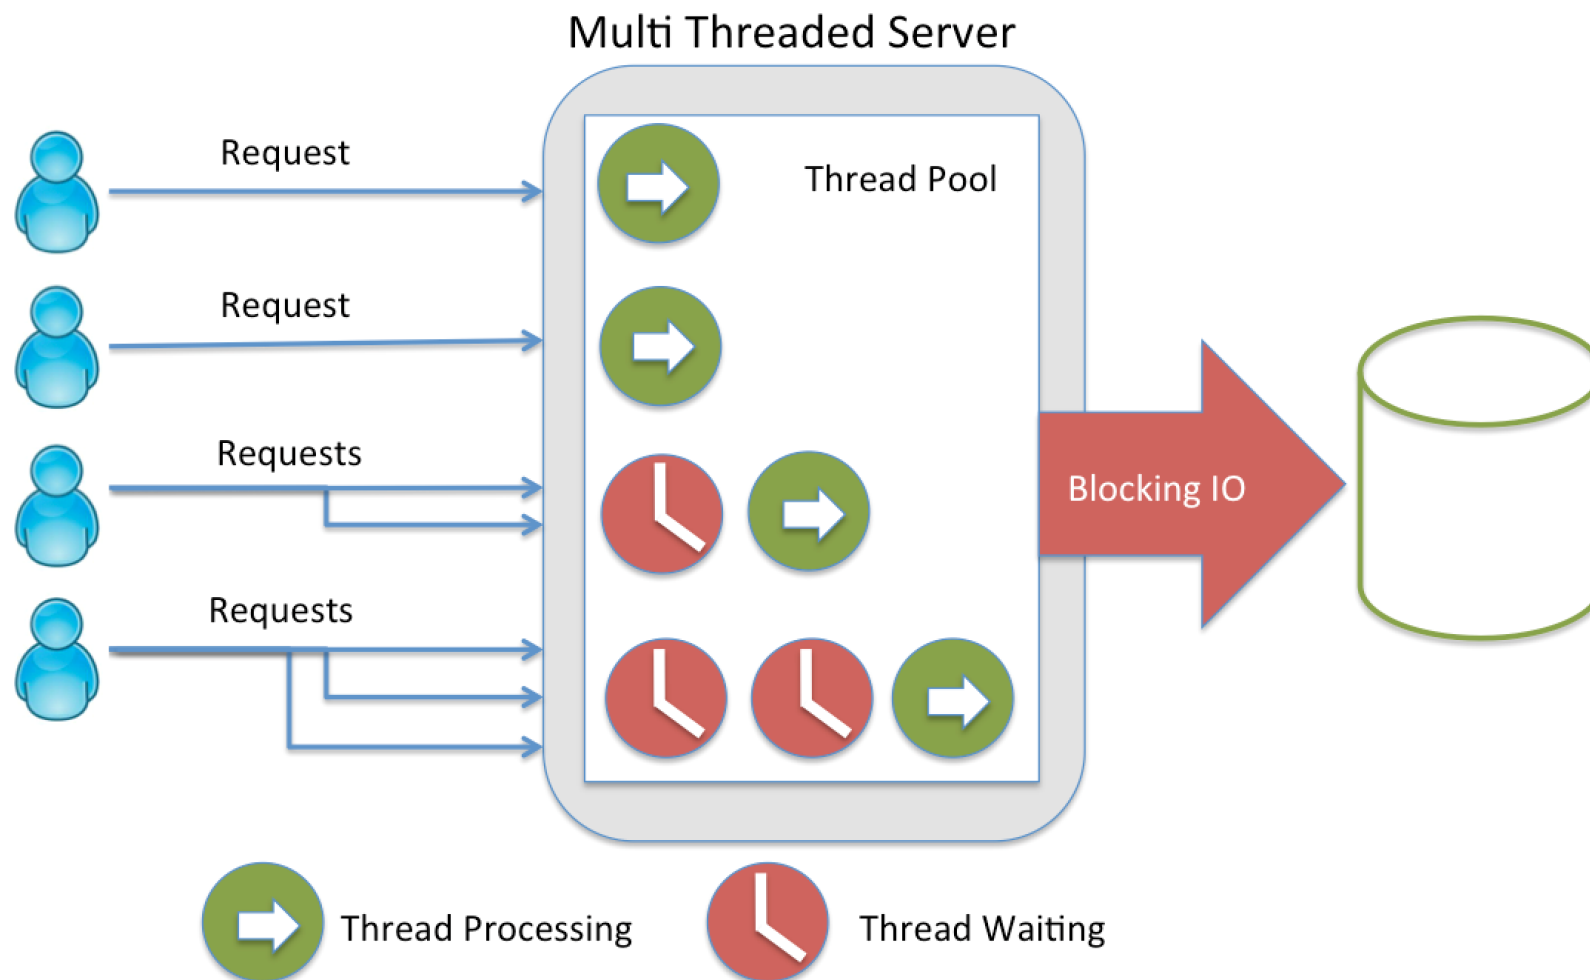 Multi Threaded Server
Request
Thread Pool
Request
Requests
Blocking IO
Requests
Thread Processing
Thread Waiting